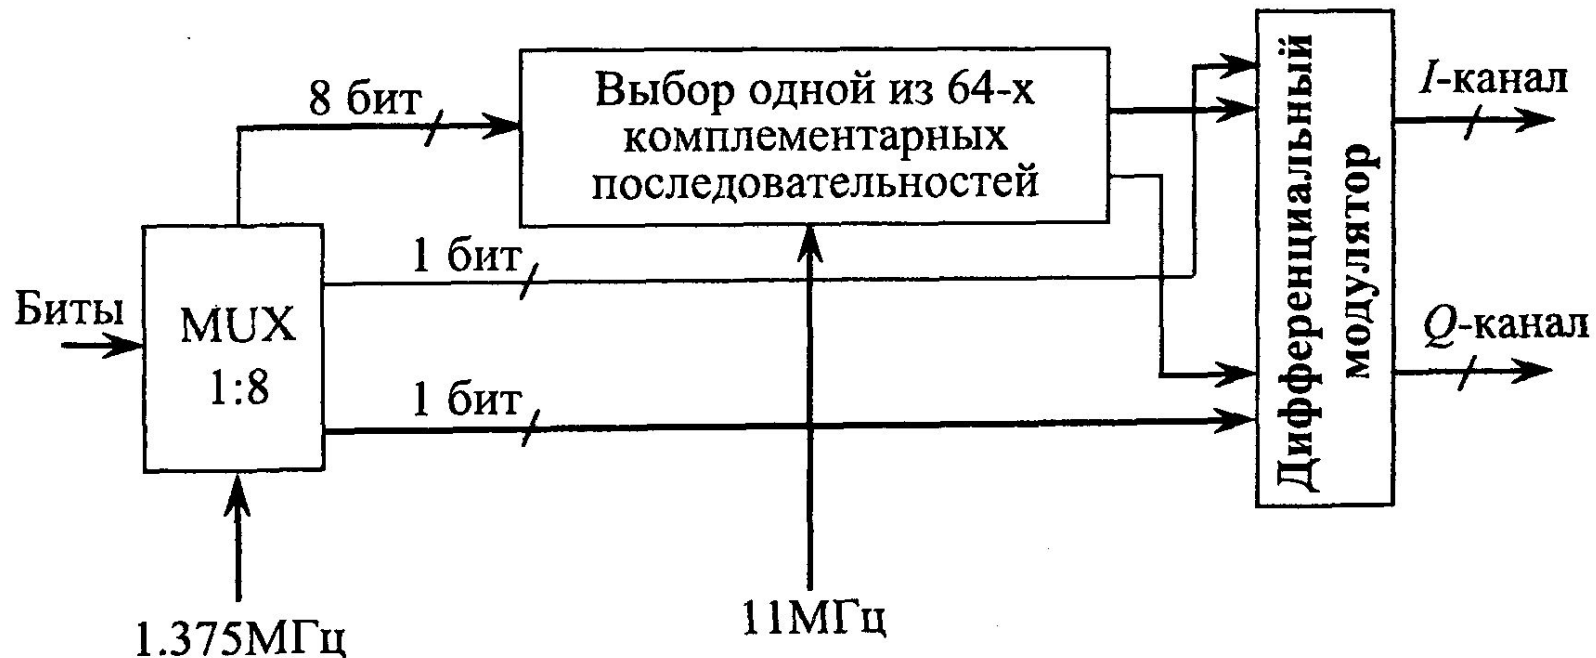 8 бит
Выбор одной из 64-х
комплементарных
последовательностей
1 бит
Биты
MUX
1:8
1 бит
1.375МГц
11МГц
Дифференциальный
модулятор
I-канал
Q-канал